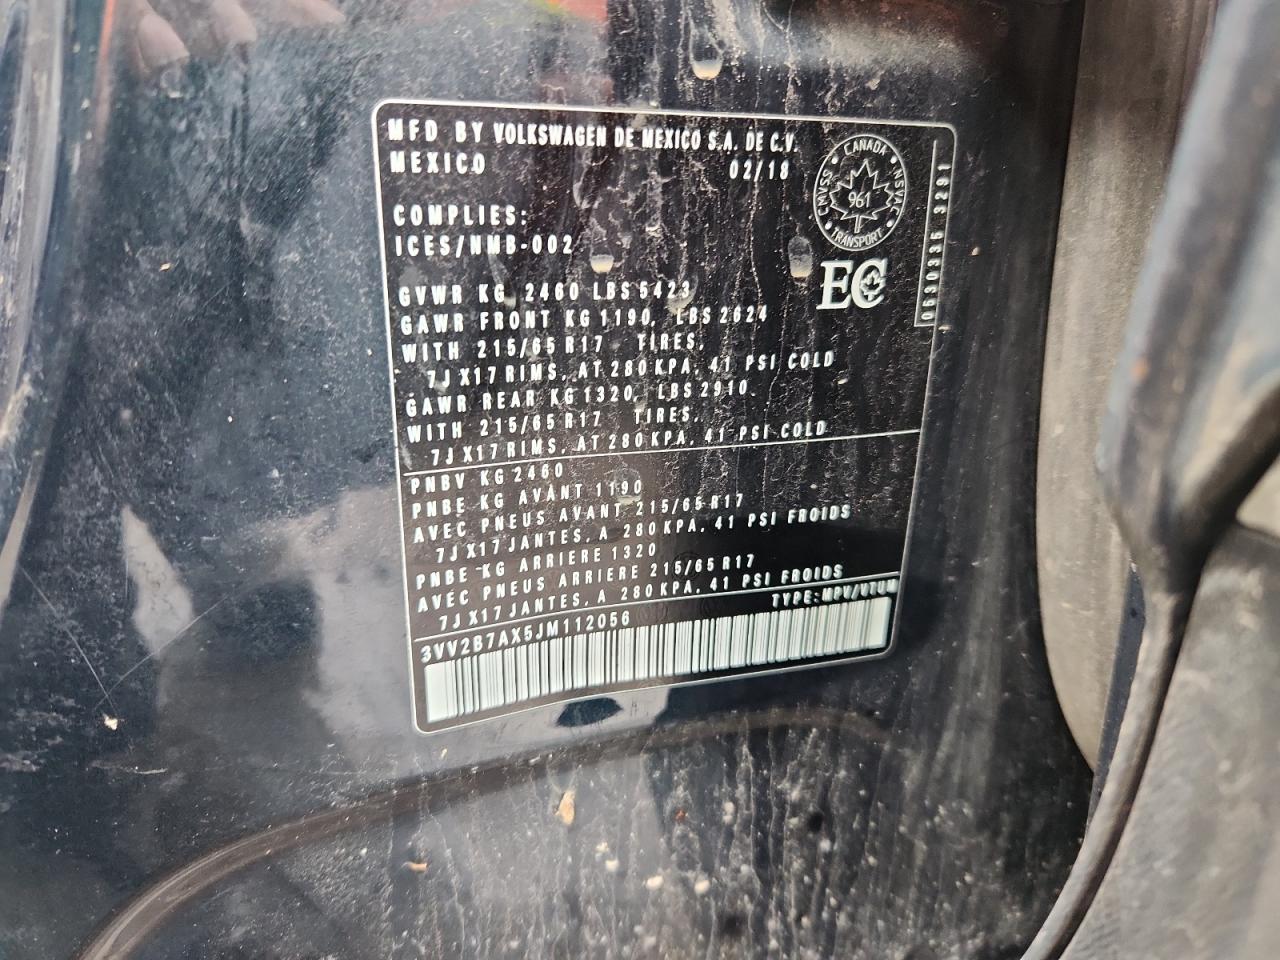 MFD BY VOLKSWAGEN DE MEXICO S.A. DE C.V.
MEXICO 02/18
CANADA
CMVSS NSVAC
961
TRANSPORT
COMPLIES:
ICES/NMB-002
EC
0630335 3291
GVWR KG 2460 LBS 5423
GAWR FRONT KG 1190, LBS 2624
WITH 215/65 R17 TIRES,
7J X17 RIMS, AT 280 KPA, 41 PSI COLD
GAWR REAR KG 1320, LBS 2910.
WITH 215/65 R17 TIRES,
7J X17 RIMS, AT 280 KPA, 41 PSI COLD
PNBV KG 2460
PNBE KG AVANT 1190
AVEC PNEUS AVANT 215/65 R17
7J X17 JANTES, A 280 KPA, 41 PSI FROIDS
PNBE KG ARRIERE 1320
AVEC PNEUS ARRIERE 215/65 R17
7J X17 JANTES, A 280 KPA, 41 PSI FROIDS
3VV2B7AX5JM112056 TYPE: MPV/VTUM